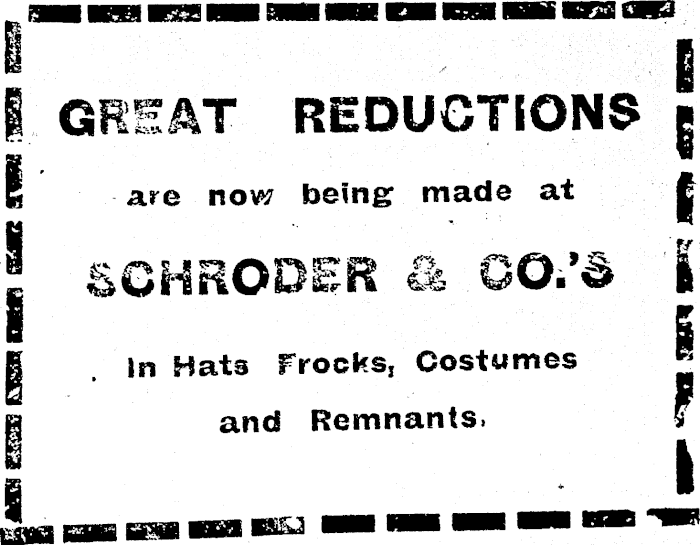 GREAT REDUCTIONS
are now being made at
SCHRODER & CO.'S
In Hats Frocks, Costumes
and Remnants.